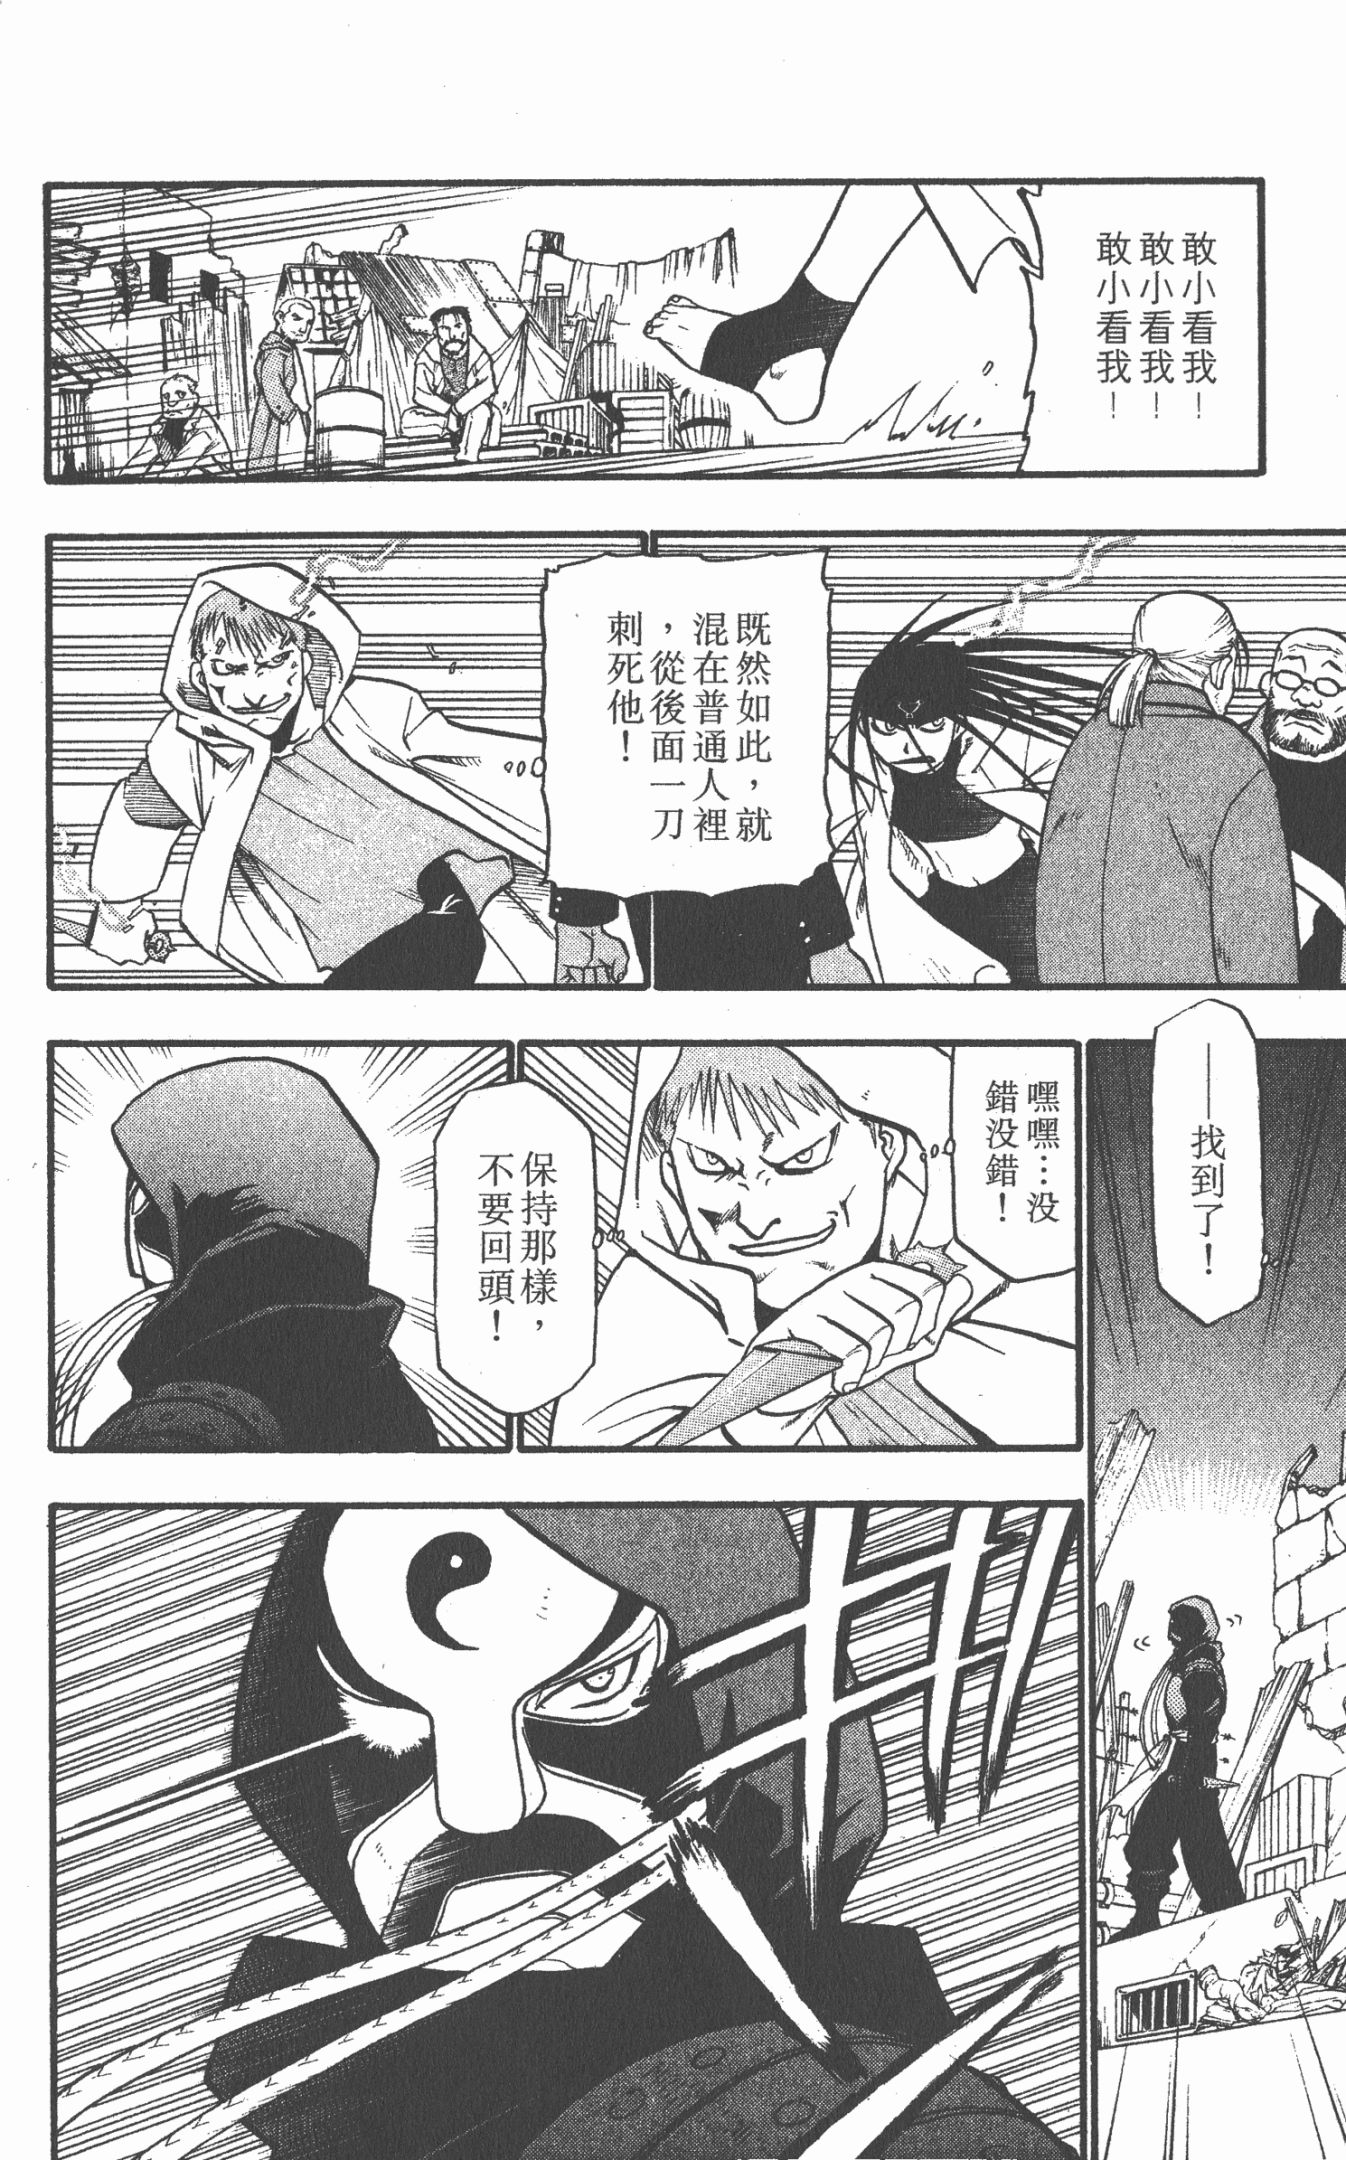 敢小看我！
敢小看我！
敢小看我！
既然如此，就
混在普通人裡
，從後面一刀
刺死他！
——找到了！
嘿嘿…没
錯没錯！
保持那樣，
不要回頭！